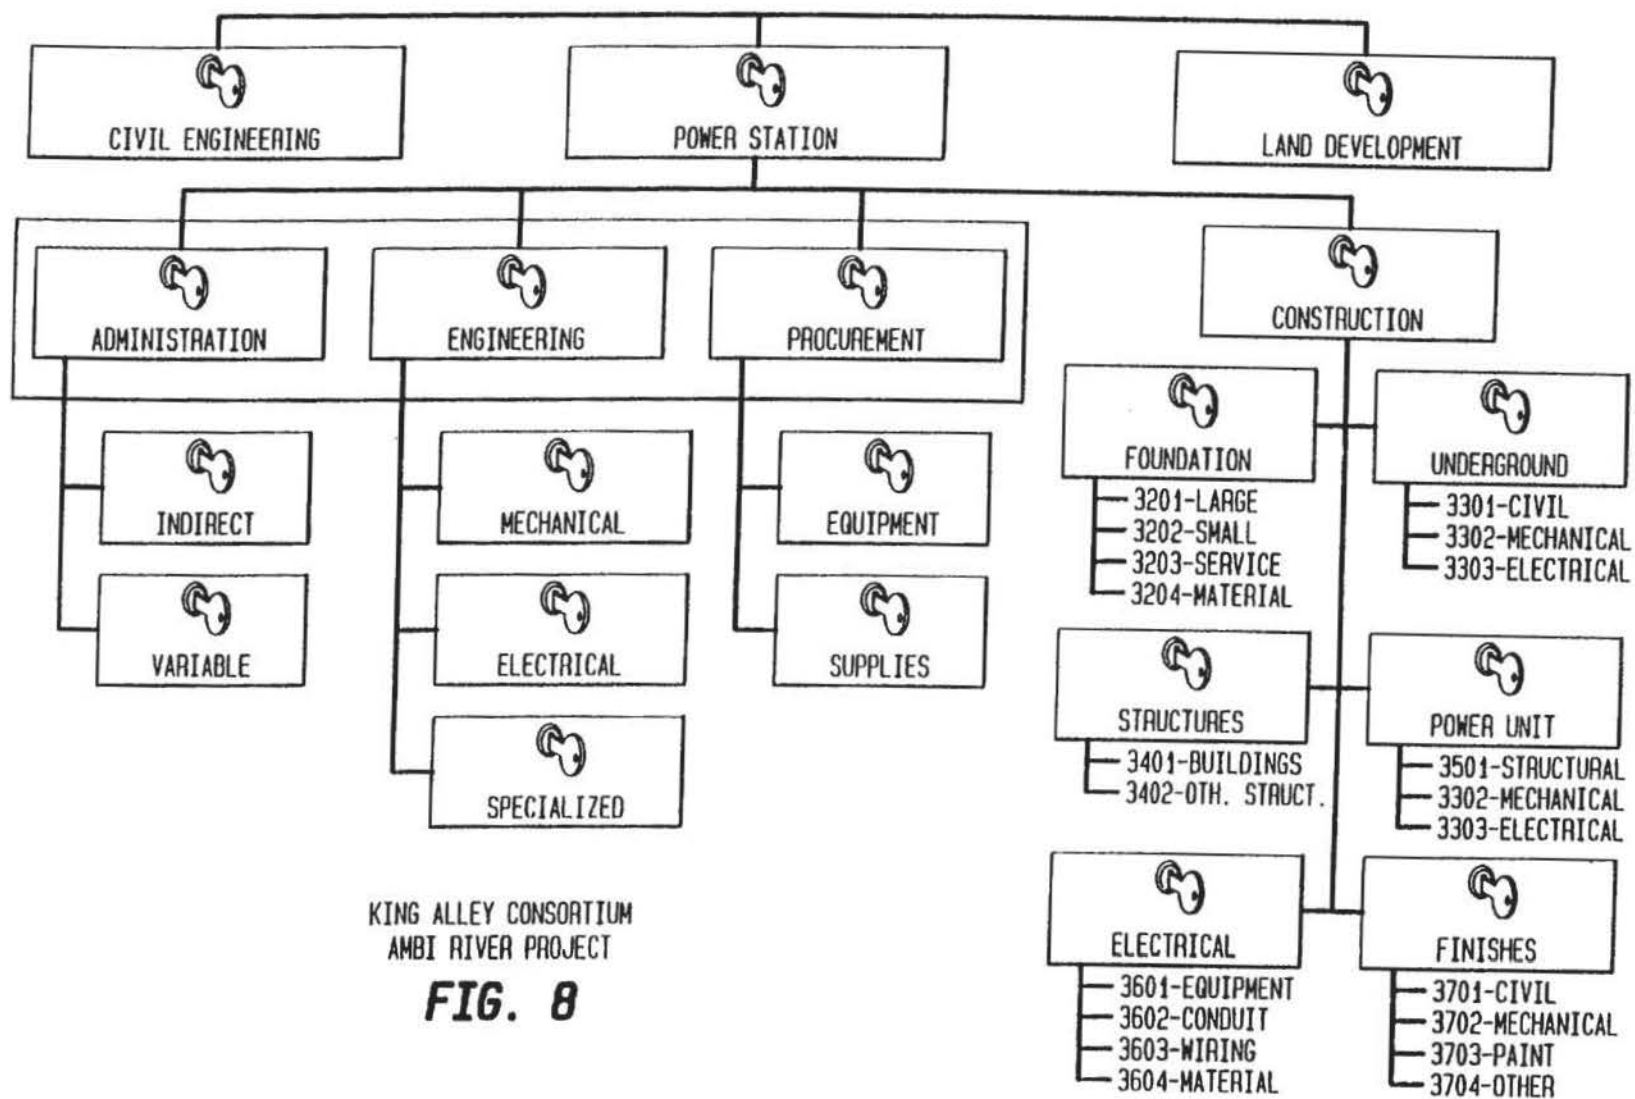 CIVIL ENGINEERING
POWER STATION
LAND DEVELOPMENT
ADMINISTRATION
ENGINEERING
PROCUREMENT
CONSTRUCTION
INDIRECT
VARIABLE
MECHANICAL
ELECTRICAL
SPECIALIZED
EQUIPMENT
SUPPLIES
FOUNDATION
3201-LARGE
3202-SMALL
3203-SERVICE
3204-MATERIAL
UNDERGROUND
3301-CIVIL
3302-MECHANICAL
3303-ELECTRICAL
STRUCTURES
3401-BUILDINGS
3402-OTH. STRUCT.
POWER UNIT
3501-STRUCTURAL
3302-MECHANICAL
3303-ELECTRICAL
ELECTRICAL
3601-EQUIPMENT
3602-CONDUIT
3603-WIRING
3604-MATERIAL
FINISHES
3701-CIVIL
3702-MECHANICAL
3703-PAINT
3704-OTHER
KING ALLEY CONSORTIUM
AMBI RIVER PROJECT
FIG. 8